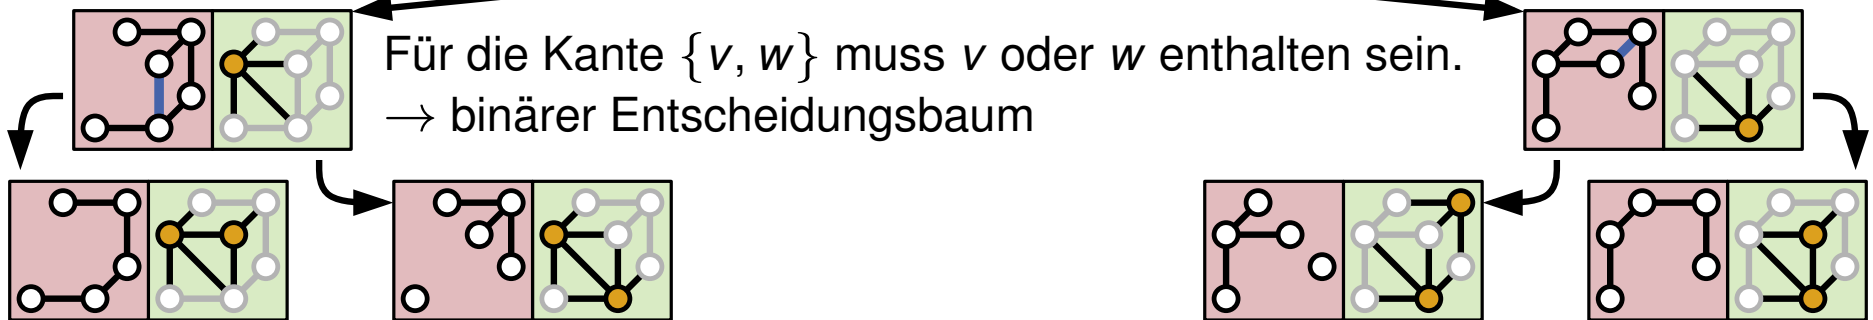 Für die Kante {v, w} muss v oder w enthalten sein.
→ binärer Entscheidungsbaum